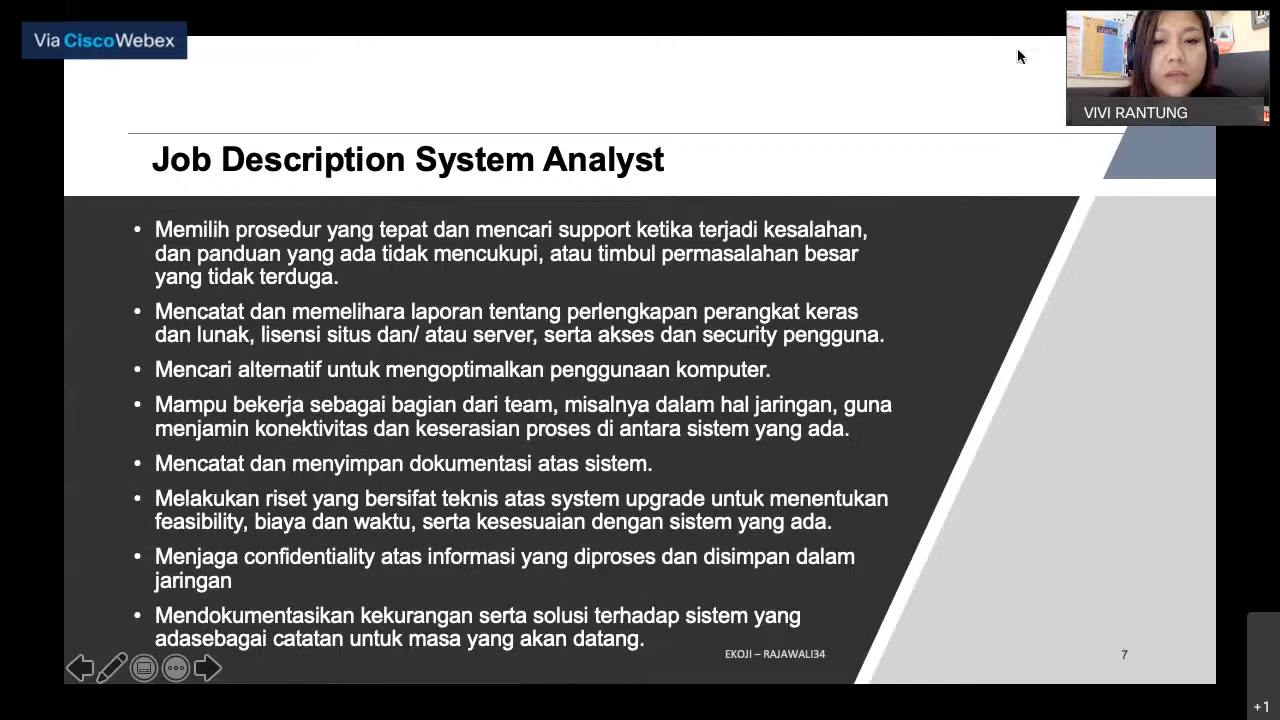 Via CiscoWebex
VIVI RANTUNG
Job Description System Analyst
• Memilih prosedur yang tepat dan mencari support ketika terjadi kesalahan,
dan panduan yang ada tidak mencukupi, atau timbul permasalahan besar
yang tidak terduga.
• Mencatat dan memelihara laporan tentang perlengkapan perangkat keras
dan lunak, lisensi situs dan/ atau server, serta akses dan security pengguna.
• Mencari alternatif untuk mengoptimalkan penggunaan komputer.
• Mampu bekerja sebagai bagian dari team, misalnya dalam hal jaringan, guna
menjamin konektivitas dan keserasian proses di antara sistem yang ada.
• Mencatat dan menyimpan dokumentasi atas sistem.
• Melakukan riset yang bersifat teknis atas system upgrade untuk menentukan
feasibility, biaya dan waktu, serta kesesuaian dengan sistem yang ada.
• Menjaga confidentiality atas informasi yang diproses dan disimpan dalam
jaringan
• Mendokumentasikan kekurangan serta solusi terhadap sistem yang
adasebagai catatan untuk masa yang akan datang.
EKOJI – RAJAWALI34
7
+1